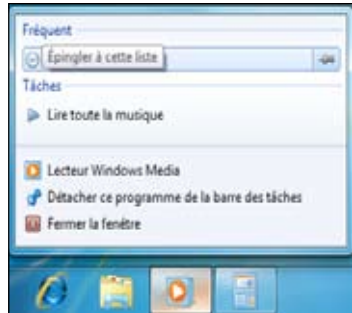 Fréquent
Épingler à cette liste
Tâches
Lire toute la musique
Lecteur Windows Media
Détacher ce programme de la barre des tâches
Fermer la fenêtre